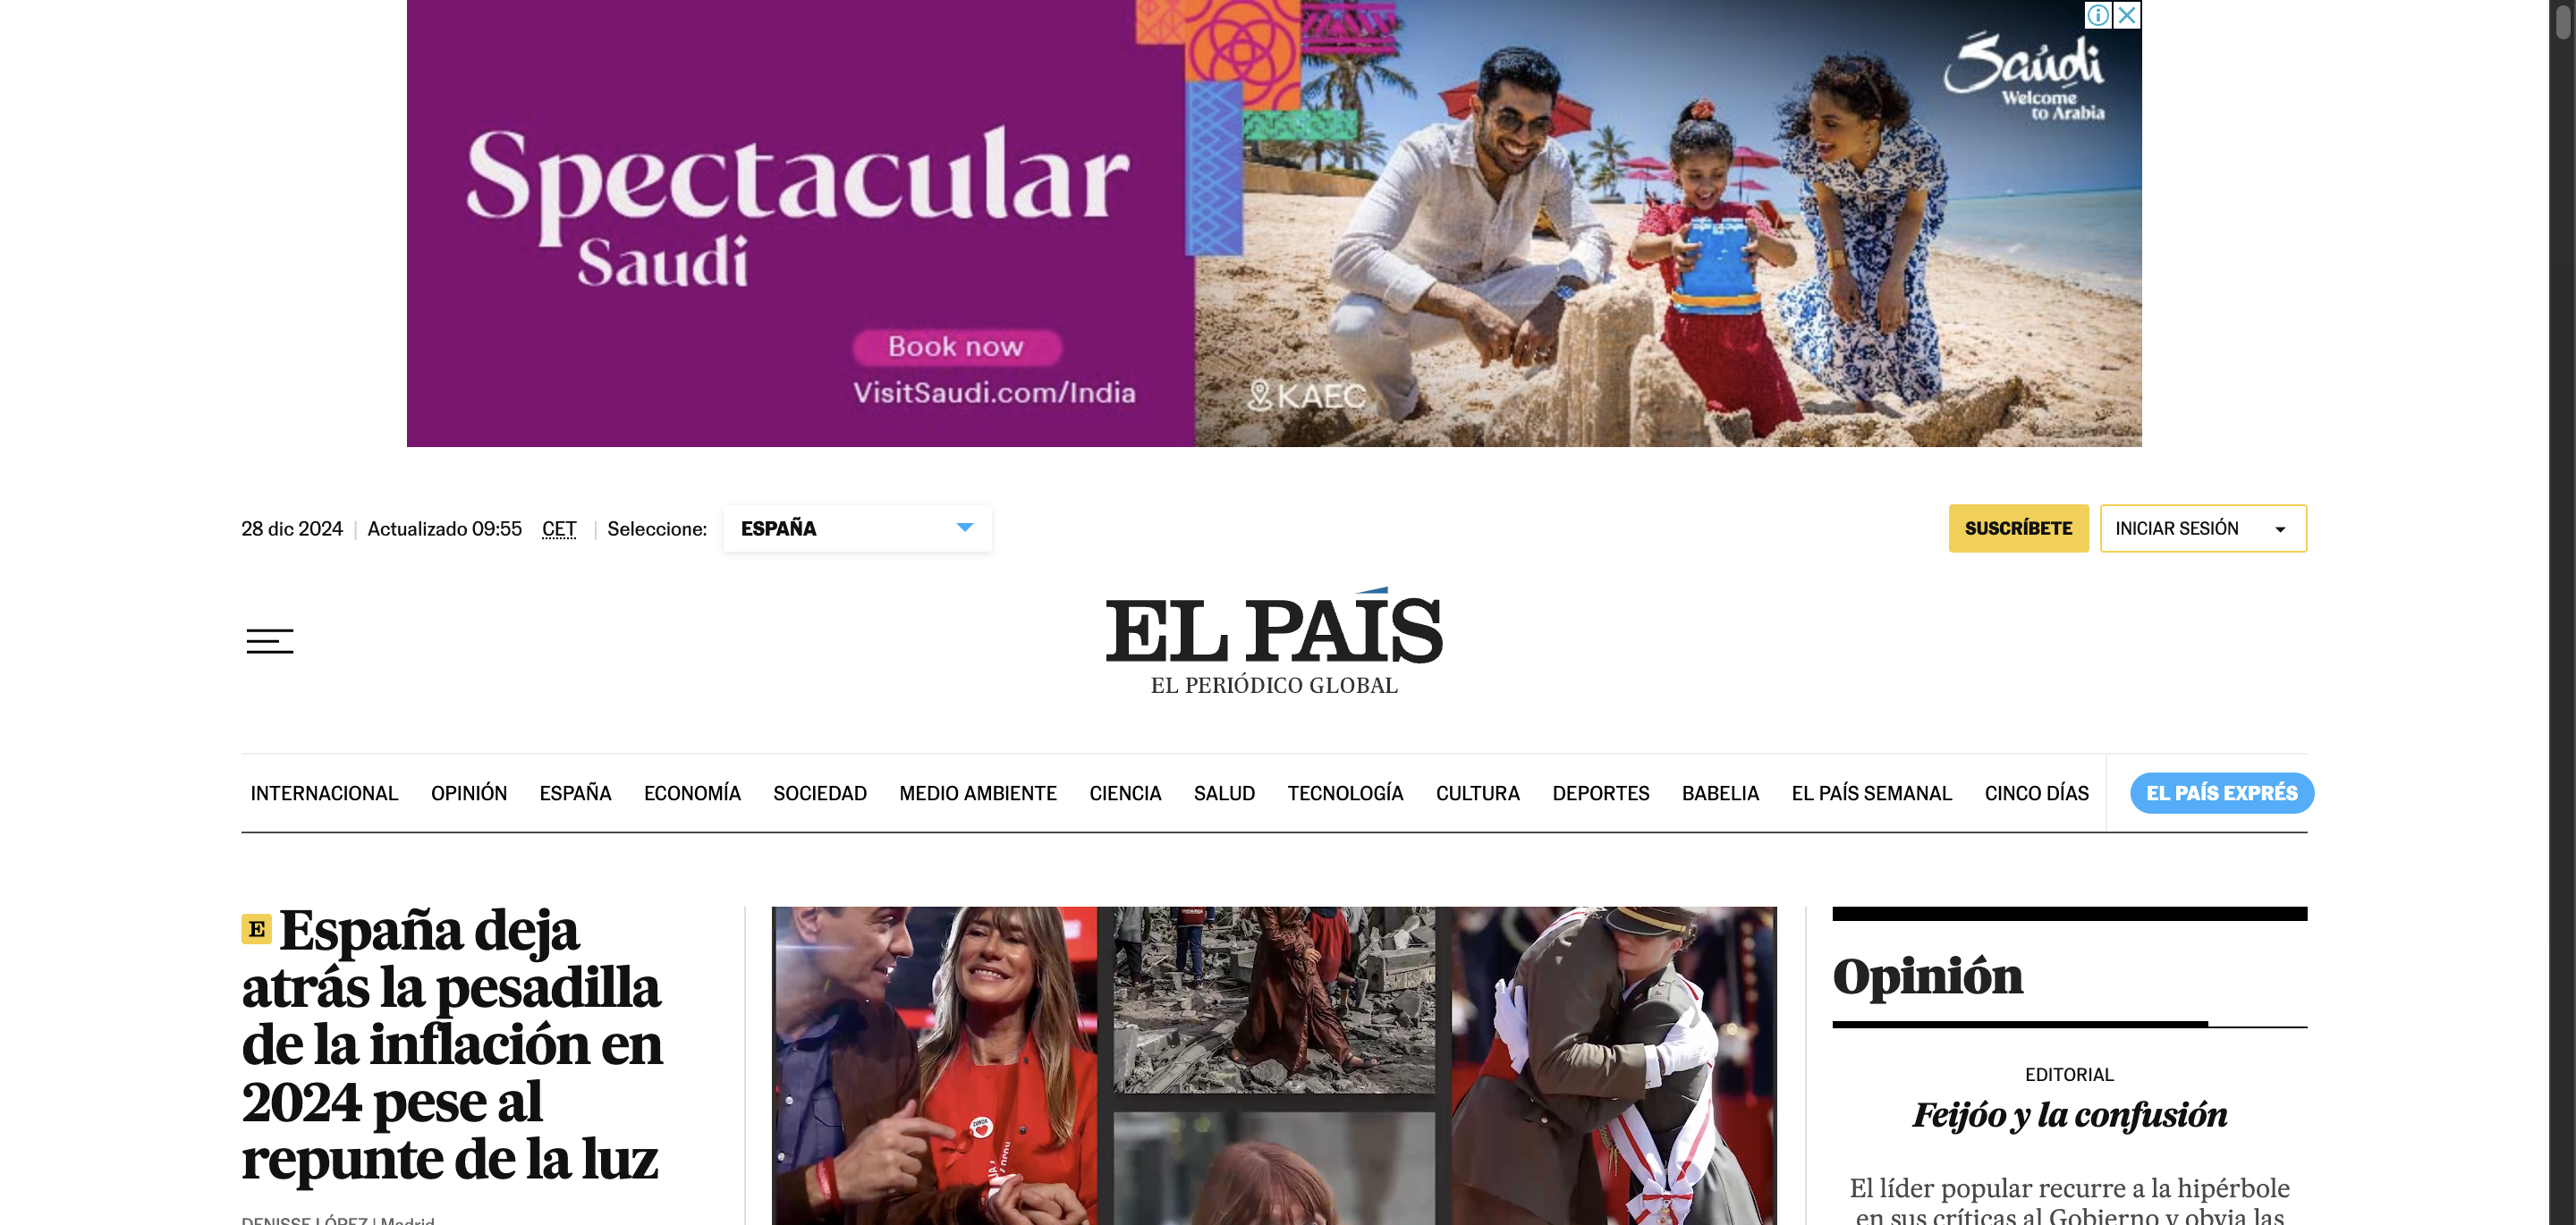 Spectacular
Saudi
Book now
VisitSaudi.com/India
Saudi
Welcome
to Arabia
KAEC
28 dic 2024 | Actualizado 09:55 CET | Seleccione: ESPAÑA
SUSCRÍBETE
INICIAR SESIÓN
EL PAÍS
EL PERIÓDICO GLOBAL
INTERNACIONAL OPINIÓN ESPAÑA ECONOMÍA SOCIEDAD MEDIO AMBIENTE CIENCIA SALUD TECNOLOGÍA CULTURA DEPORTES BABELIA EL PAÍS SEMANAL CINCO DÍAS EL PAÍS EXPRÉS
E España deja
atrás la pesadilla
de la inflación en
2024 pese al
repunte de la luz
DENISSE LÓPEZ | Madrid
Opinión
EDITORIAL
Feijóo y la confusión
El líder popular recurre a la hipérbole
en sus críticas al Gobierno y obvia las